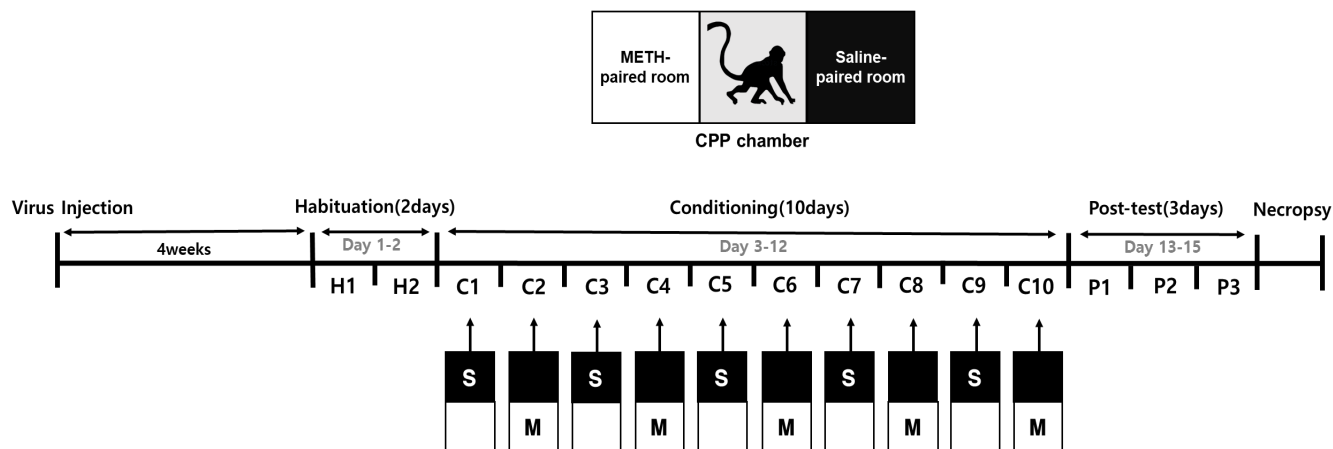 METH-
paired room
Saline-
paired room
CPP chamber
Virus Injection
Habituation(2days)
Conditioning(10days)
Post-test(3days)
Necropsy
4weeks
Day 1-2
Day 3-12
Day 13-15
H1 H2 C1 C2 C3 C4 C5 C6 C7 C8 C9 C10 P1 P2 P3
S S S S S
M M M M M